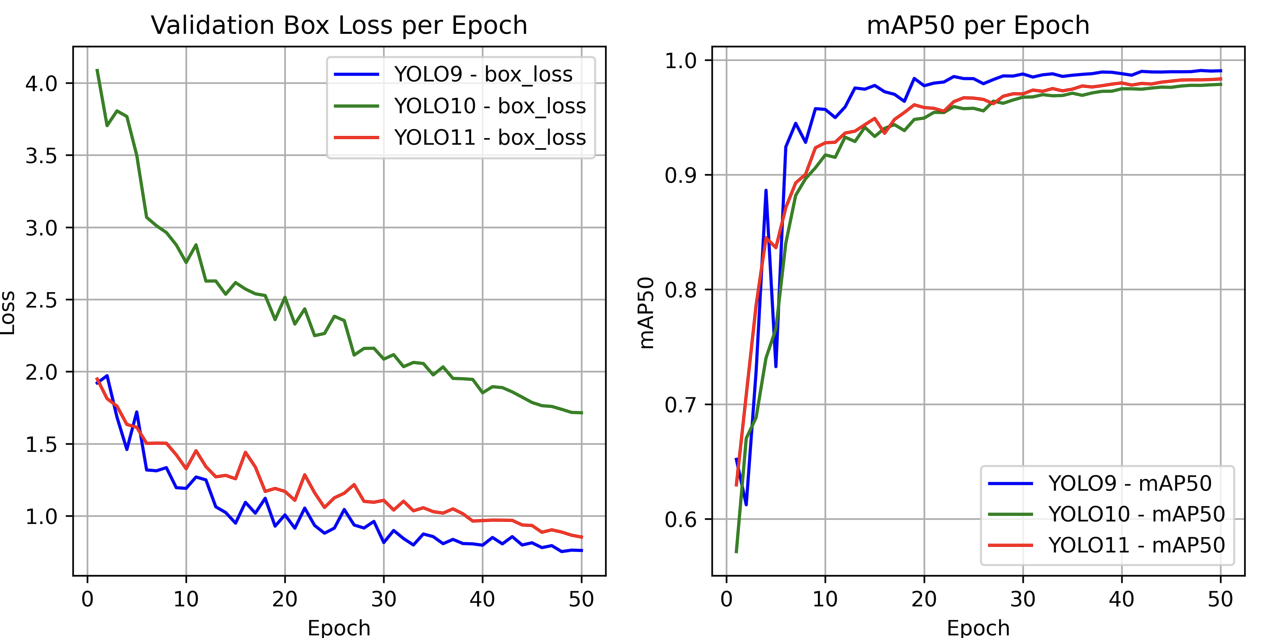 Validation Box Loss per Epoch
YOLO9 - box_loss
YOLO10 - box_loss
YOLO11 - box_loss
4.0
3.5
3.0
2.5
2.0
1.5
1.0
Loss
0 10 20 30 40 50
Epoch
mAP50 per Epoch
1.0
0.9
0.8
0.7
0.6
mAP50
YOLO9 - mAP50
YOLO10 - mAP50
YOLO11 - mAP50
0 10 20 30 40 50
Epoch